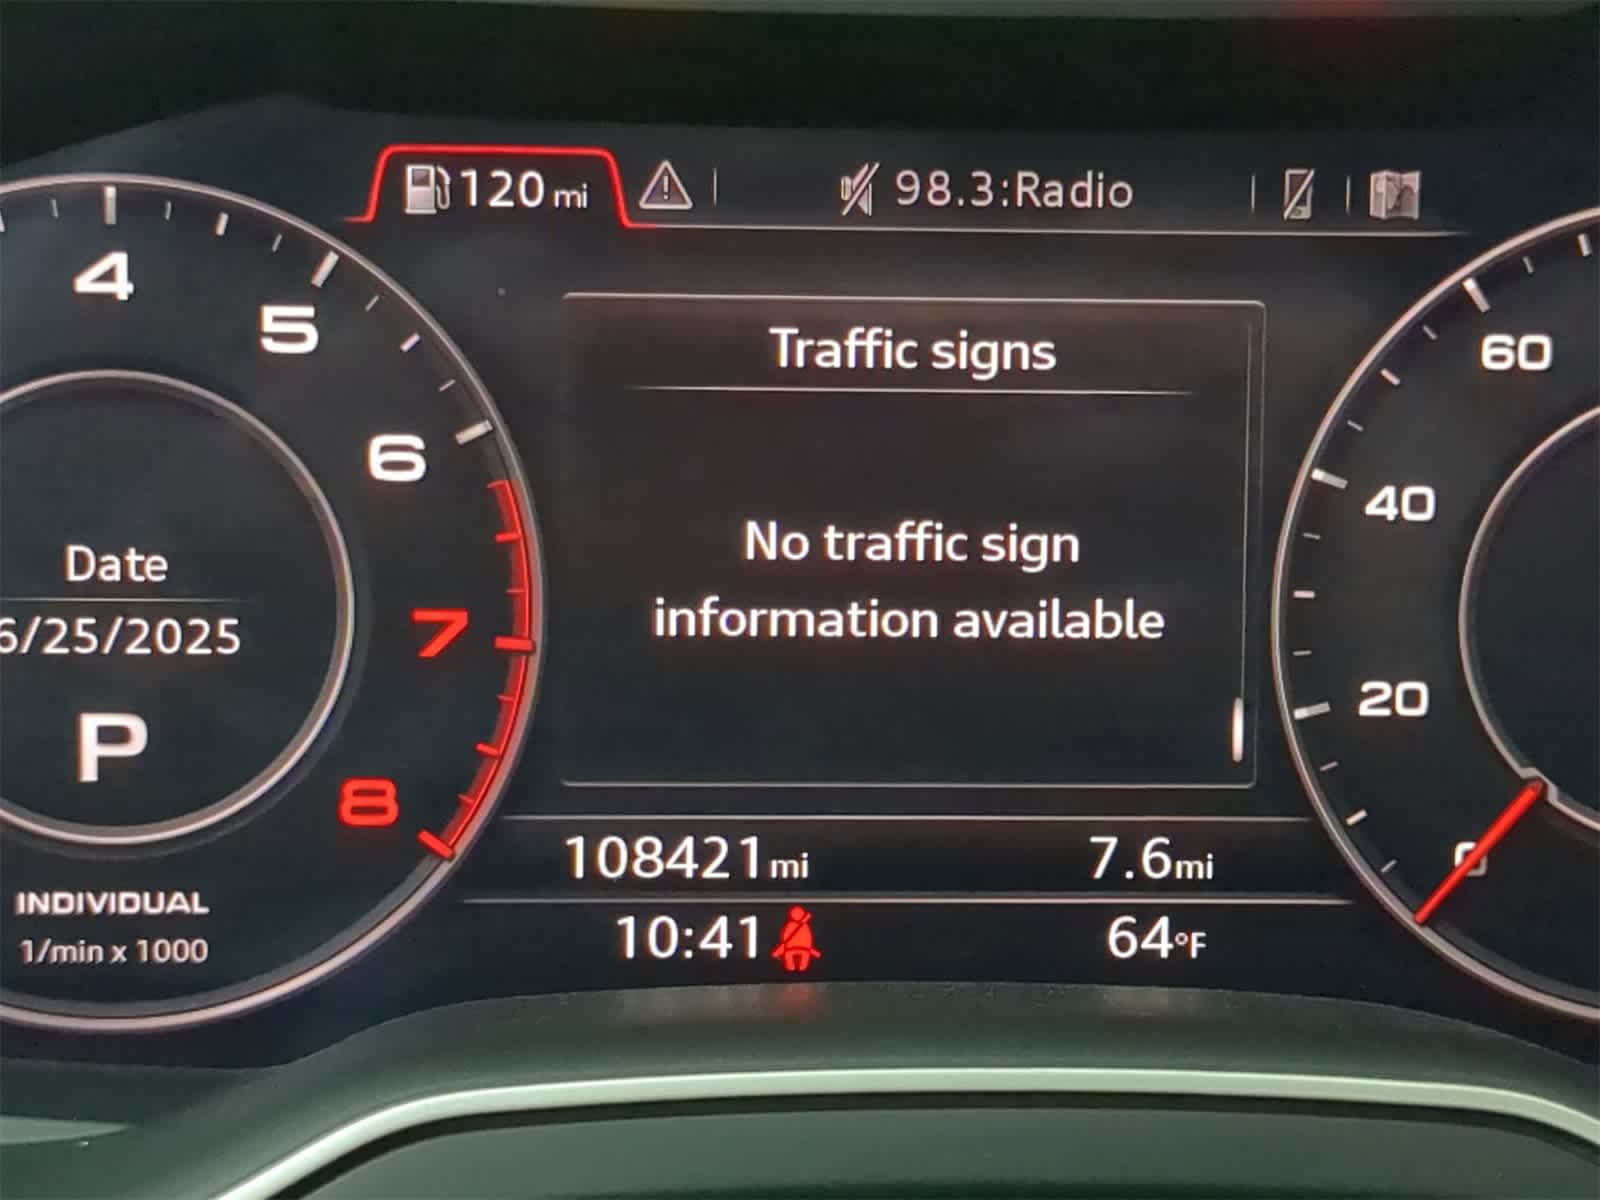 120 mi
98.3:Radio
4
5
6
7
8
Date
6/25/2025
P
INDIVIDUAL
1/min x 1000
Traffic signs
No traffic sign
information available
108421 mi
7.6 mi
10:41
64°F
60
40
20
0